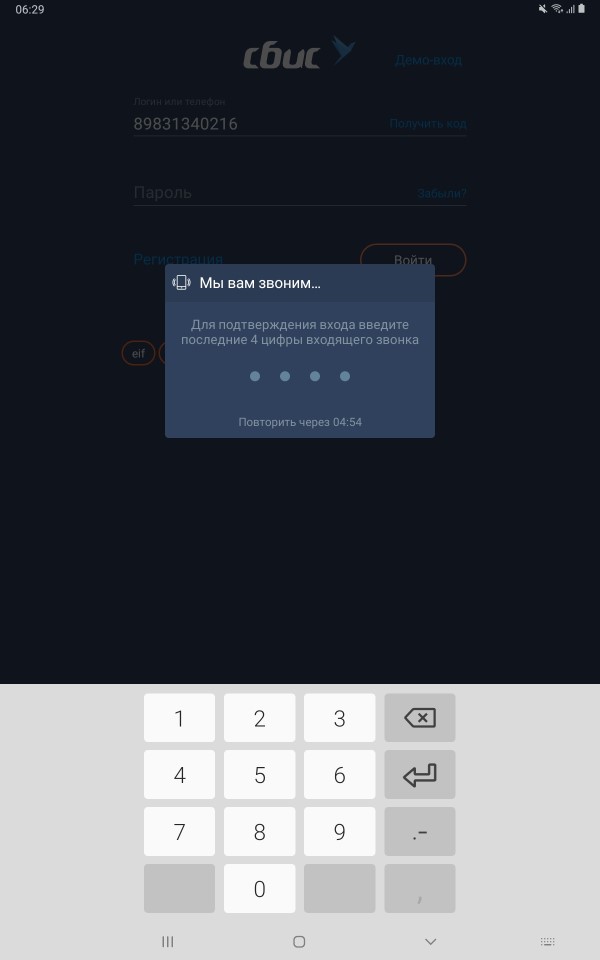 06:29
сбис
Демо-вход
Логин или телефон
89831340216
Получить код
Пароль
Забыли?
Регистрация
Войти
Мы вам звоним...
Для подтверждения входа введите
последние 4 цифры входящего звонка
eif
Повторить через 04:54
1 2 3
4 5 6
7 8 9 .-
0 ,